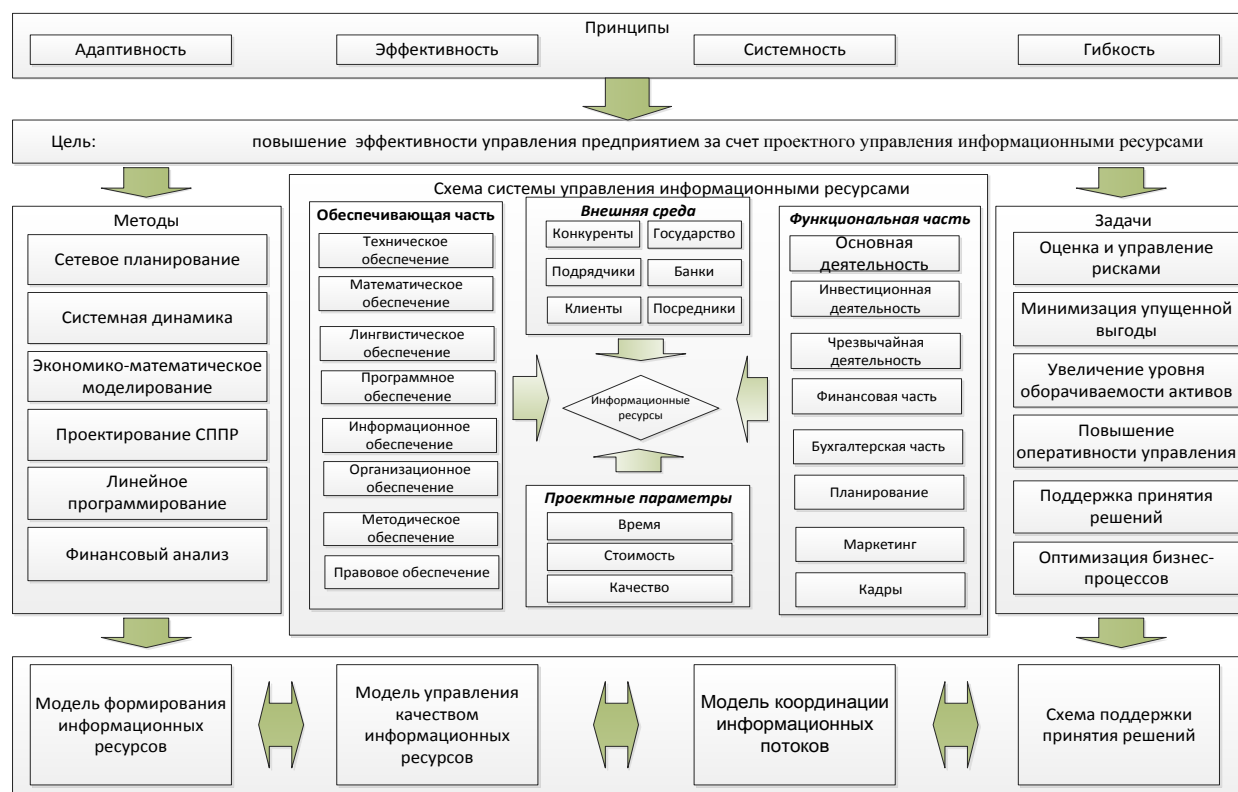 Принципы
Адаптивность
Эффективность
Системность
Гибкость
Цель: повышение эффективности управления предприятием за счет проектного управления информационными ресурсами
Методы
Сетевое планирование
Системная динамика
Экономико-математическое
моделирование
Проектирование СППР
Линейное
программирование
Финансовый анализ
Схема системы управления информационными ресурсами
Обеспечивающая часть
Техническое
обеспечение
Математическое
обеспечение
Лингвистическое
обеспечение
Программное
обеспечение
Информационное
обеспечение
Организационное
обеспечение
Методическое
обеспечение
Правовое обеспечение
Внешняя среда
Конкуренты
Государство
Подрядчики
Банки
Клиенты
Посредники
Информационные
ресурсы
Проектные параметры
Время
Стоимость
Качество
Функциональная часть
Основная
деятельность
Инвестиционная
деятельность
Чрезвычайная
деятельность
Финансовая часть
Бухгалтерская часть
Планирование
Маркетинг
Кадры
Задачи
Оценка и управление
рисками
Минимизация упущенной
выгоды
Увеличение уровня
оборачиваемости активов
Повышение
оперативности управления
Поддержка принятия
решений
Оптимизация бизнес-
процессов
Модель формирования
информационных
ресурсов
Модель управления
качеством
информационных
ресурсов
Модель координации
информационных
потоков
Схема поддержки
принятия решений